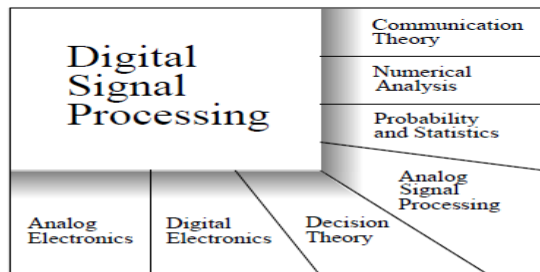 Digital
Signal
Processing
Communication
Theory
Numerical
Analysis
Probability
and Statistics
Analog
Signal
Processing
Decision
Theory
Digital
Electronics
Analog
Electronics